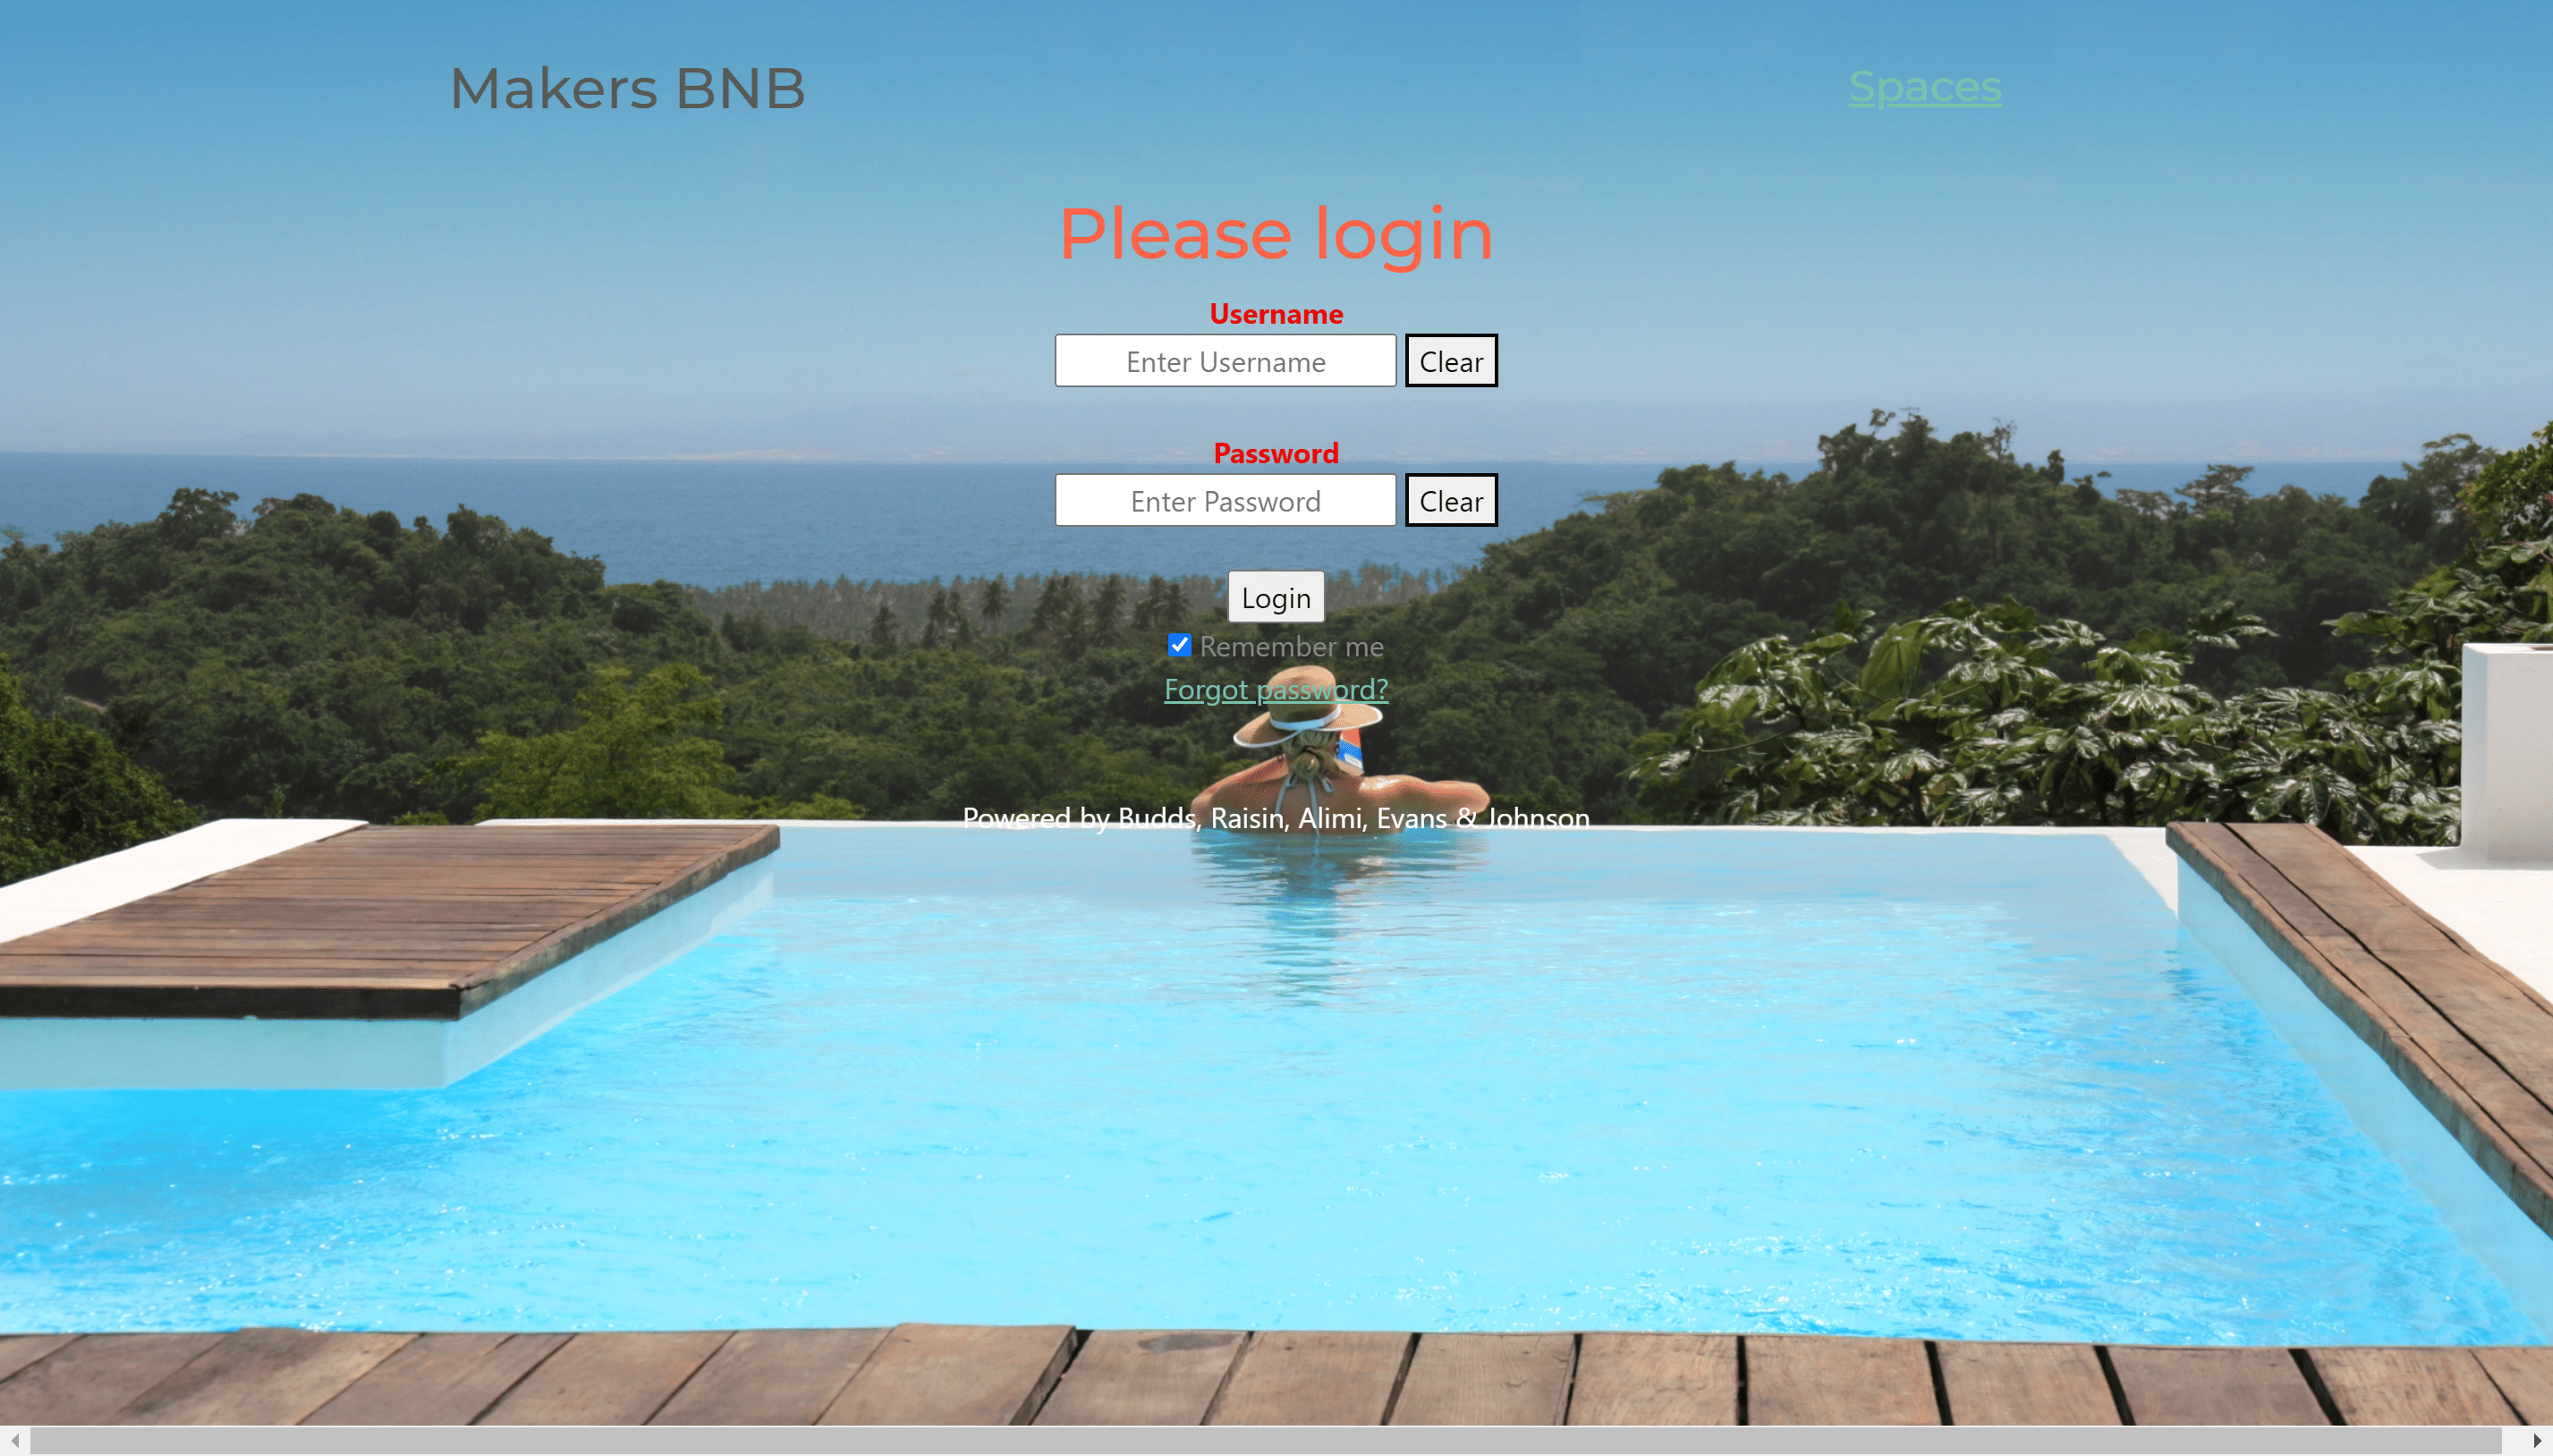 Makers BNB
Spaces
Please login
Username
Enter Username Clear
Password
Enter Password Clear
Login
Remember me
Forgot password?
Powered by Budds, Raisin, Alimi, Evans & Johnson